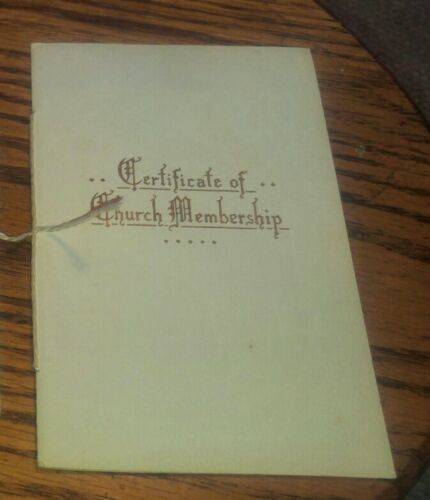 Certificate of
Church Membership